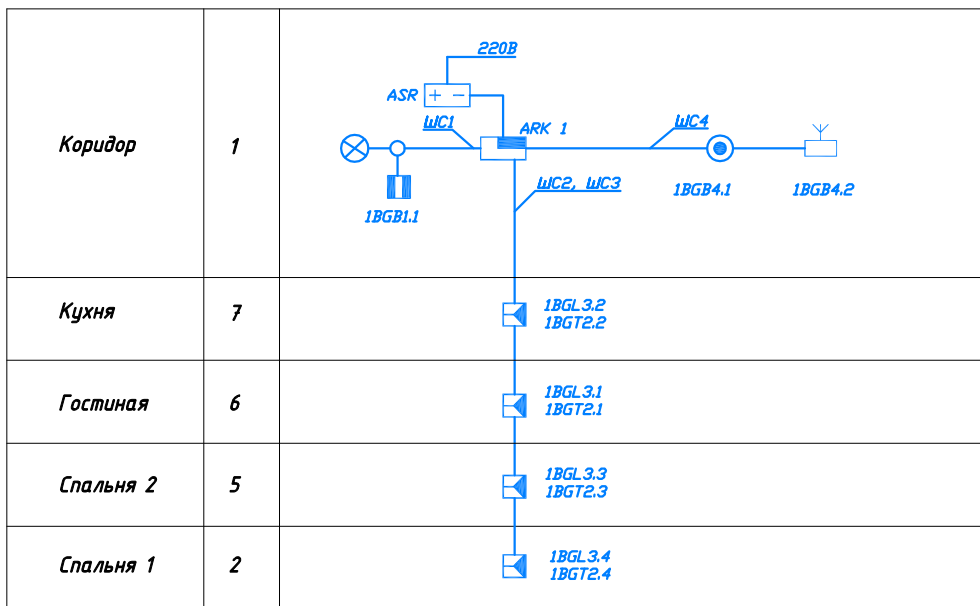 220В
ASR + -
ШС1
ARK 1
ШС4
Коридор 1
ШС2, ШС3
1BGB1.1
1BGB4.1
1BGB4.2
Кухня 7
1BGL3.2
1BGT2.2
Гостиная 6
1BGL3.1
1BGT2.1
Спальня 2 5
1BGL3.3
1BGT2.3
Спальня 1 2
1BGL3.4
1BGT2.4